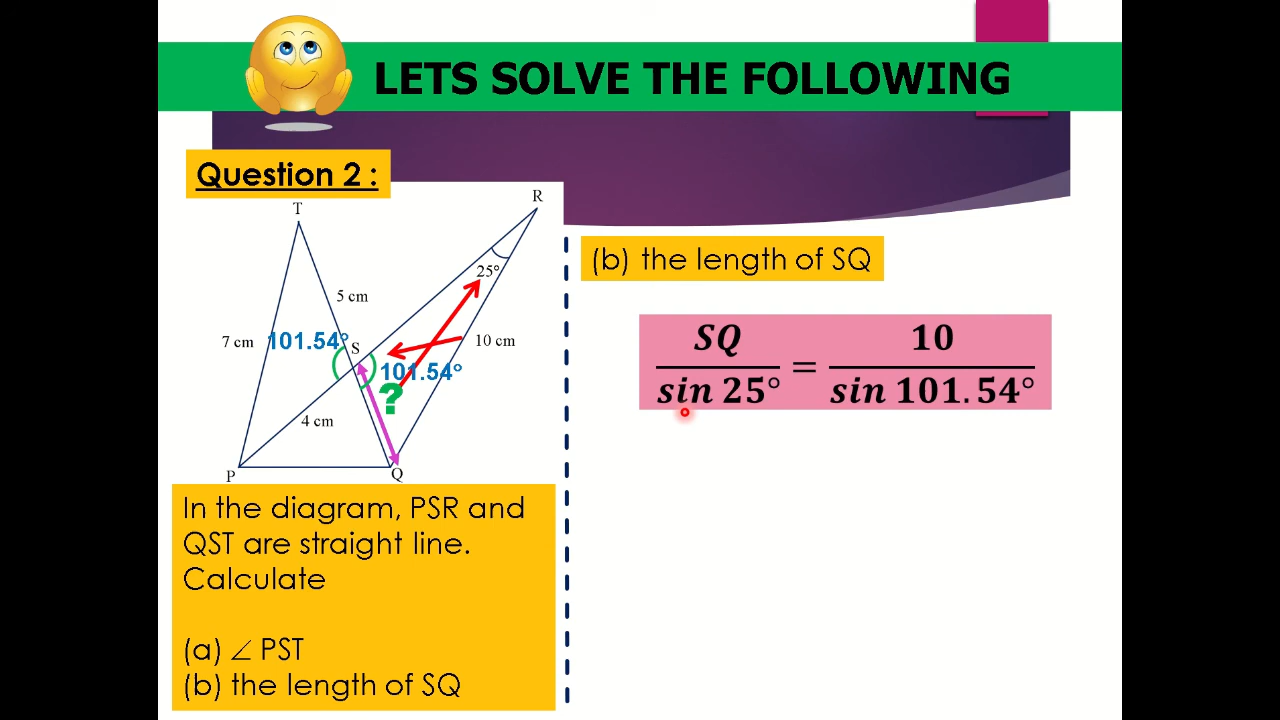 LETS SOLVE THE FOLLOWING
Question 2 :
T
R
25°
5 cm
7 cm
101.54°
S
10 cm
101.54°
?
4 cm
P
Q
In the diagram, PSR and
QST are straight line.
Calculate
(a) ∠ PST
(b) the length of SQ
(b) the length of SQ
SQ / sin 25° = 10 / sin 101.54°